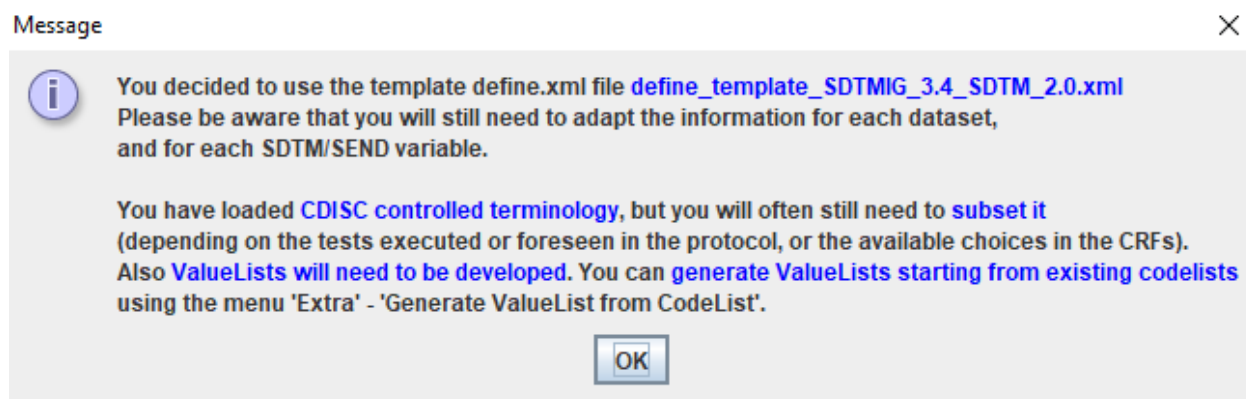 Message
You decided to use the template define.xml file define_template_SDTMIG_3.4_SDTM_2.0.xml
Please be aware that you will still need to adapt the information for each dataset,
and for each SDTM/SEND variable.
You have loaded CDISC controlled terminology, but you will often still need to subset it
(depending on the tests executed or foreseen in the protocol, or the available choices in the CRFs).
Also ValueLists will need to be developed. You can generate ValueLists starting from existing codelists
using the menu 'Extra' - 'Generate ValueList from CodeList'.
OK